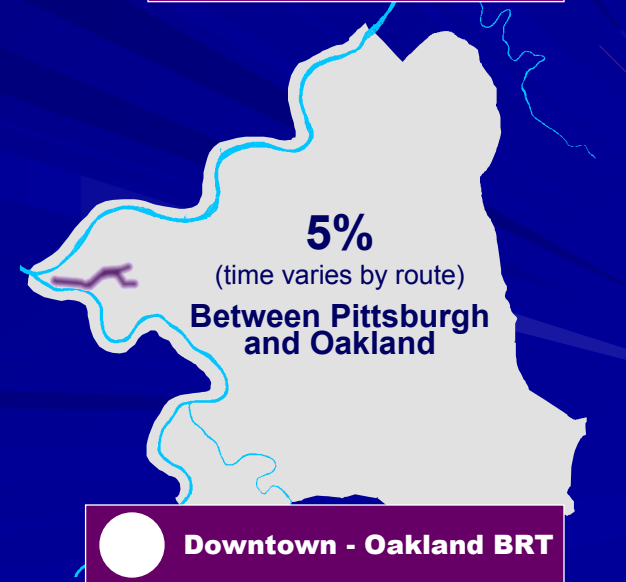 5%
(time varies by route)
Between Pittsburgh
and Oakland
Downtown - Oakland BRT